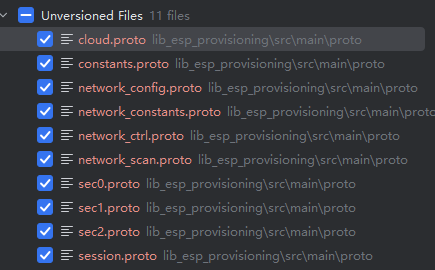 Unversioned Files 11 files
cloud.proto lib_esp_provisioning\src\main\proto
constants.proto lib_esp_provisioning\src\main\proto
network_config.proto lib_esp_provisioning\src\main\proto
network_constants.proto lib_esp_provisioning\src\main\proto
network_ctrl.proto lib_esp_provisioning\src\main\proto
network_scan.proto lib_esp_provisioning\src\main\proto
sec0.proto lib_esp_provisioning\src\main\proto
sec1.proto lib_esp_provisioning\src\main\proto
sec2.proto lib_esp_provisioning\src\main\proto
session.proto lib_esp_provisioning\src\main\proto